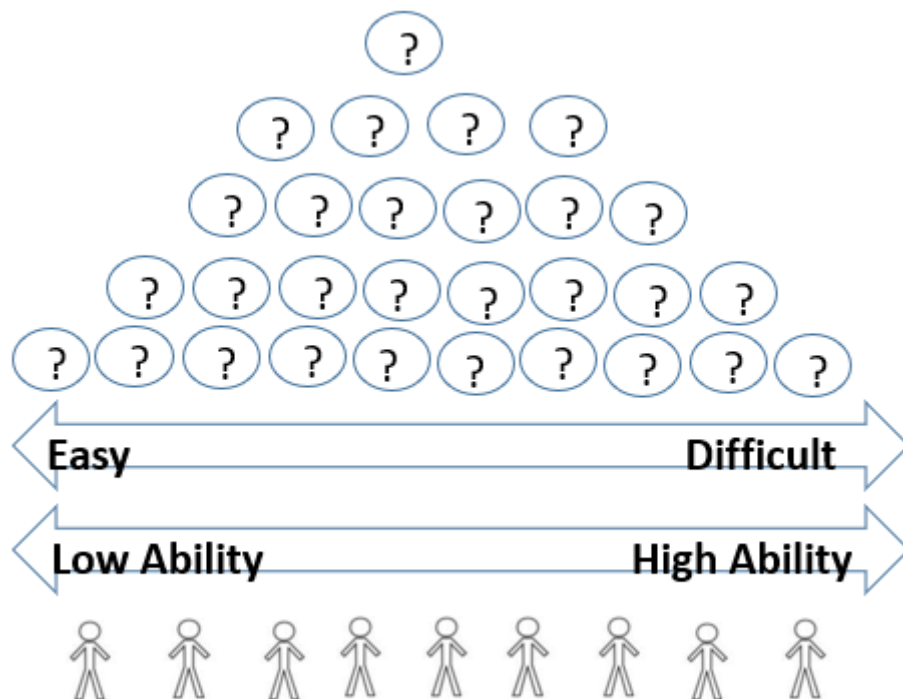 ?
? ? ? ?
? ? ? ? ? ?
? ? ? ? ? ? ? ?
? ? ? ? ? ? ? ? ? ?
Easy Difficult
Low Ability High Ability